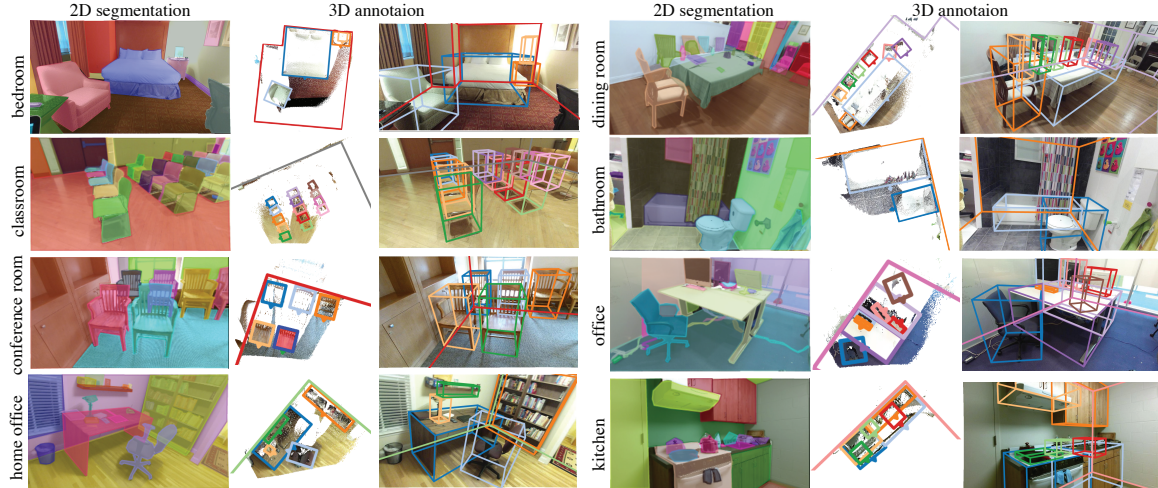 2D segmentation 3D annotaion 2D segmentation 3D annotaion
bedroom
dining room
classroom
bathroom
conference room
office
home office
kitchen